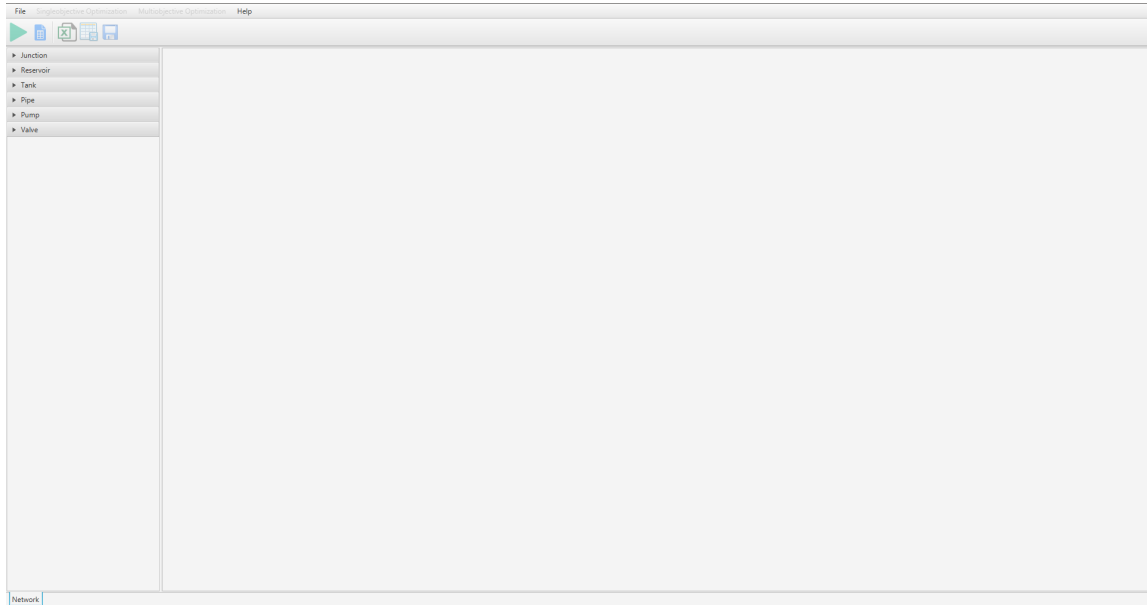 File Singleobjective Optimization Multiobjective Optimization Help
Junction
Reservoir
Tank
Pipe
Pump
Valve
Network